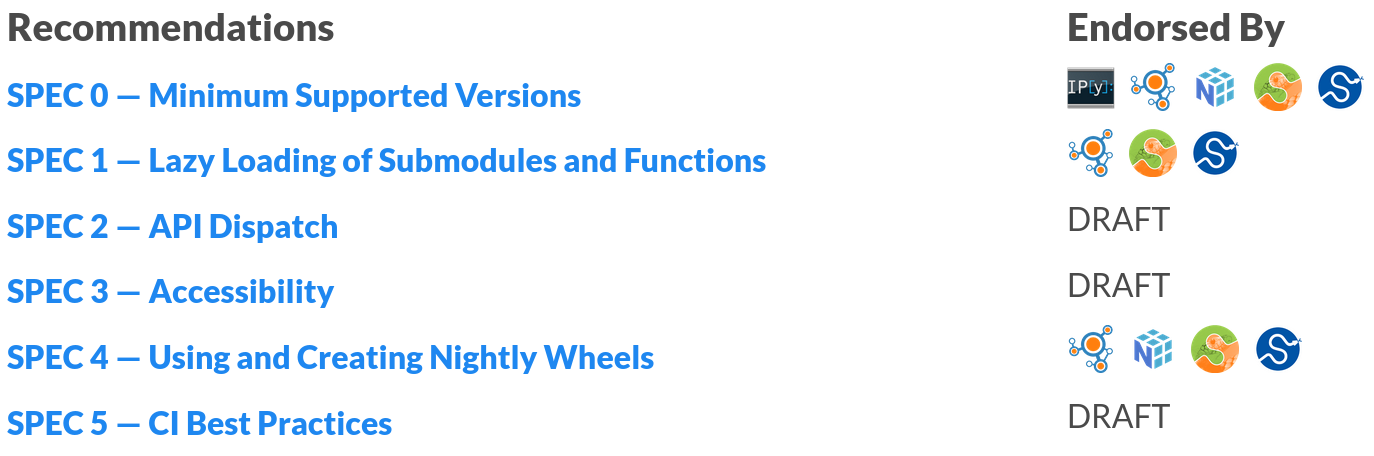 Recommendations Endorsed By
SPEC 0 — Minimum Supported Versions IP[y]:
SPEC 1 — Lazy Loading of Submodules and Functions
SPEC 2 — API Dispatch DRAFT
SPEC 3 — Accessibility DRAFT
SPEC 4 — Using and Creating Nightly Wheels
SPEC 5 — CI Best Practices DRAFT